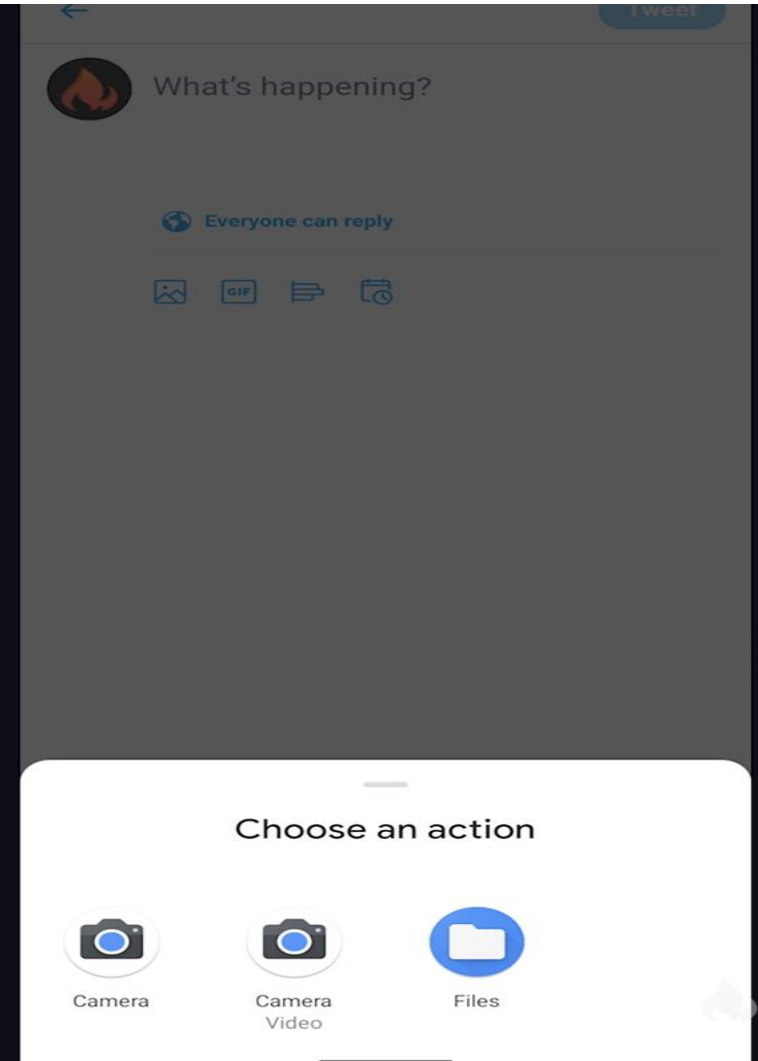 Tweet
What's happening?
Everyone can reply
GIF
Choose an action
Camera
Camera
Files
Video